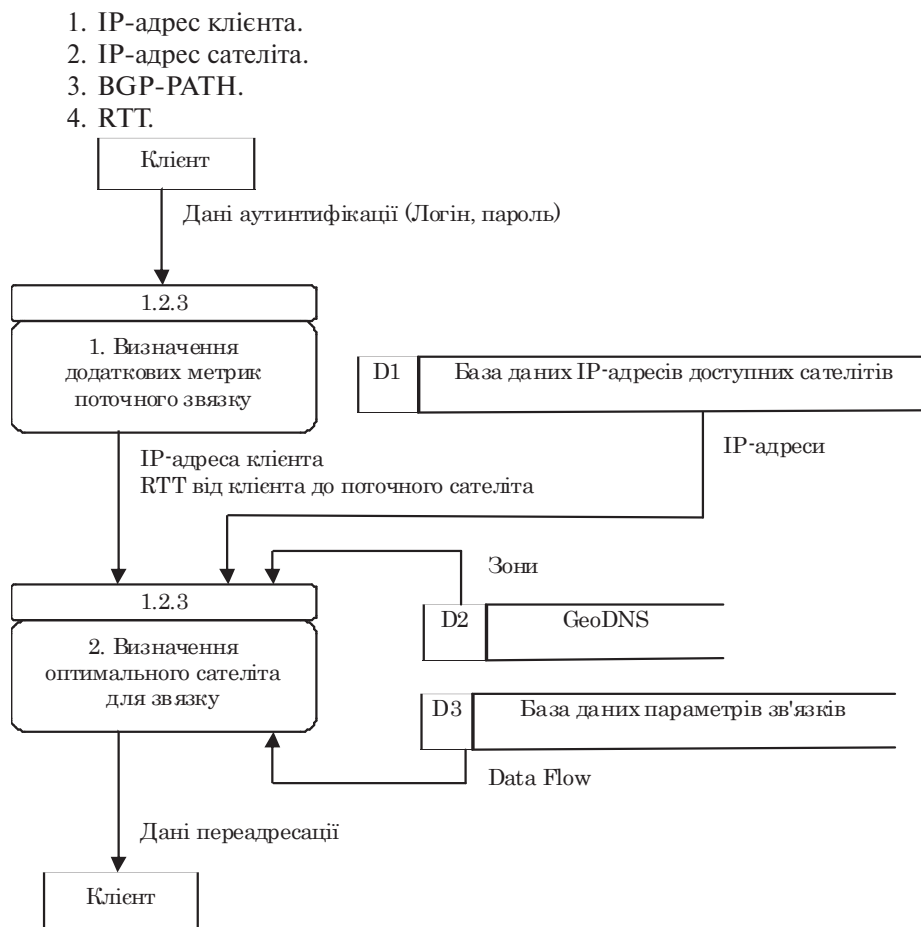 1. IP-адрес клієнта.
2. IP-адрес сателіта.
3. BGP-PATH.
4. RTT.
Клієнт
Дані аутинтифікації (Логін, пароль)
1.2.3
1. Визначення
додаткових метрик
поточного звязку
D1
База даних IP-адресів доступних сателітів
IP-адреса клієнта
RTT від клієнта до поточного сателіта
IP-адреси
Зони
1.2.3
2. Визначення
оптимального сателіта
для звязку
D2
GeoDNS
D3
База даних параметрів зв'язків
Data Flow
Дані переадресації
Клієнт